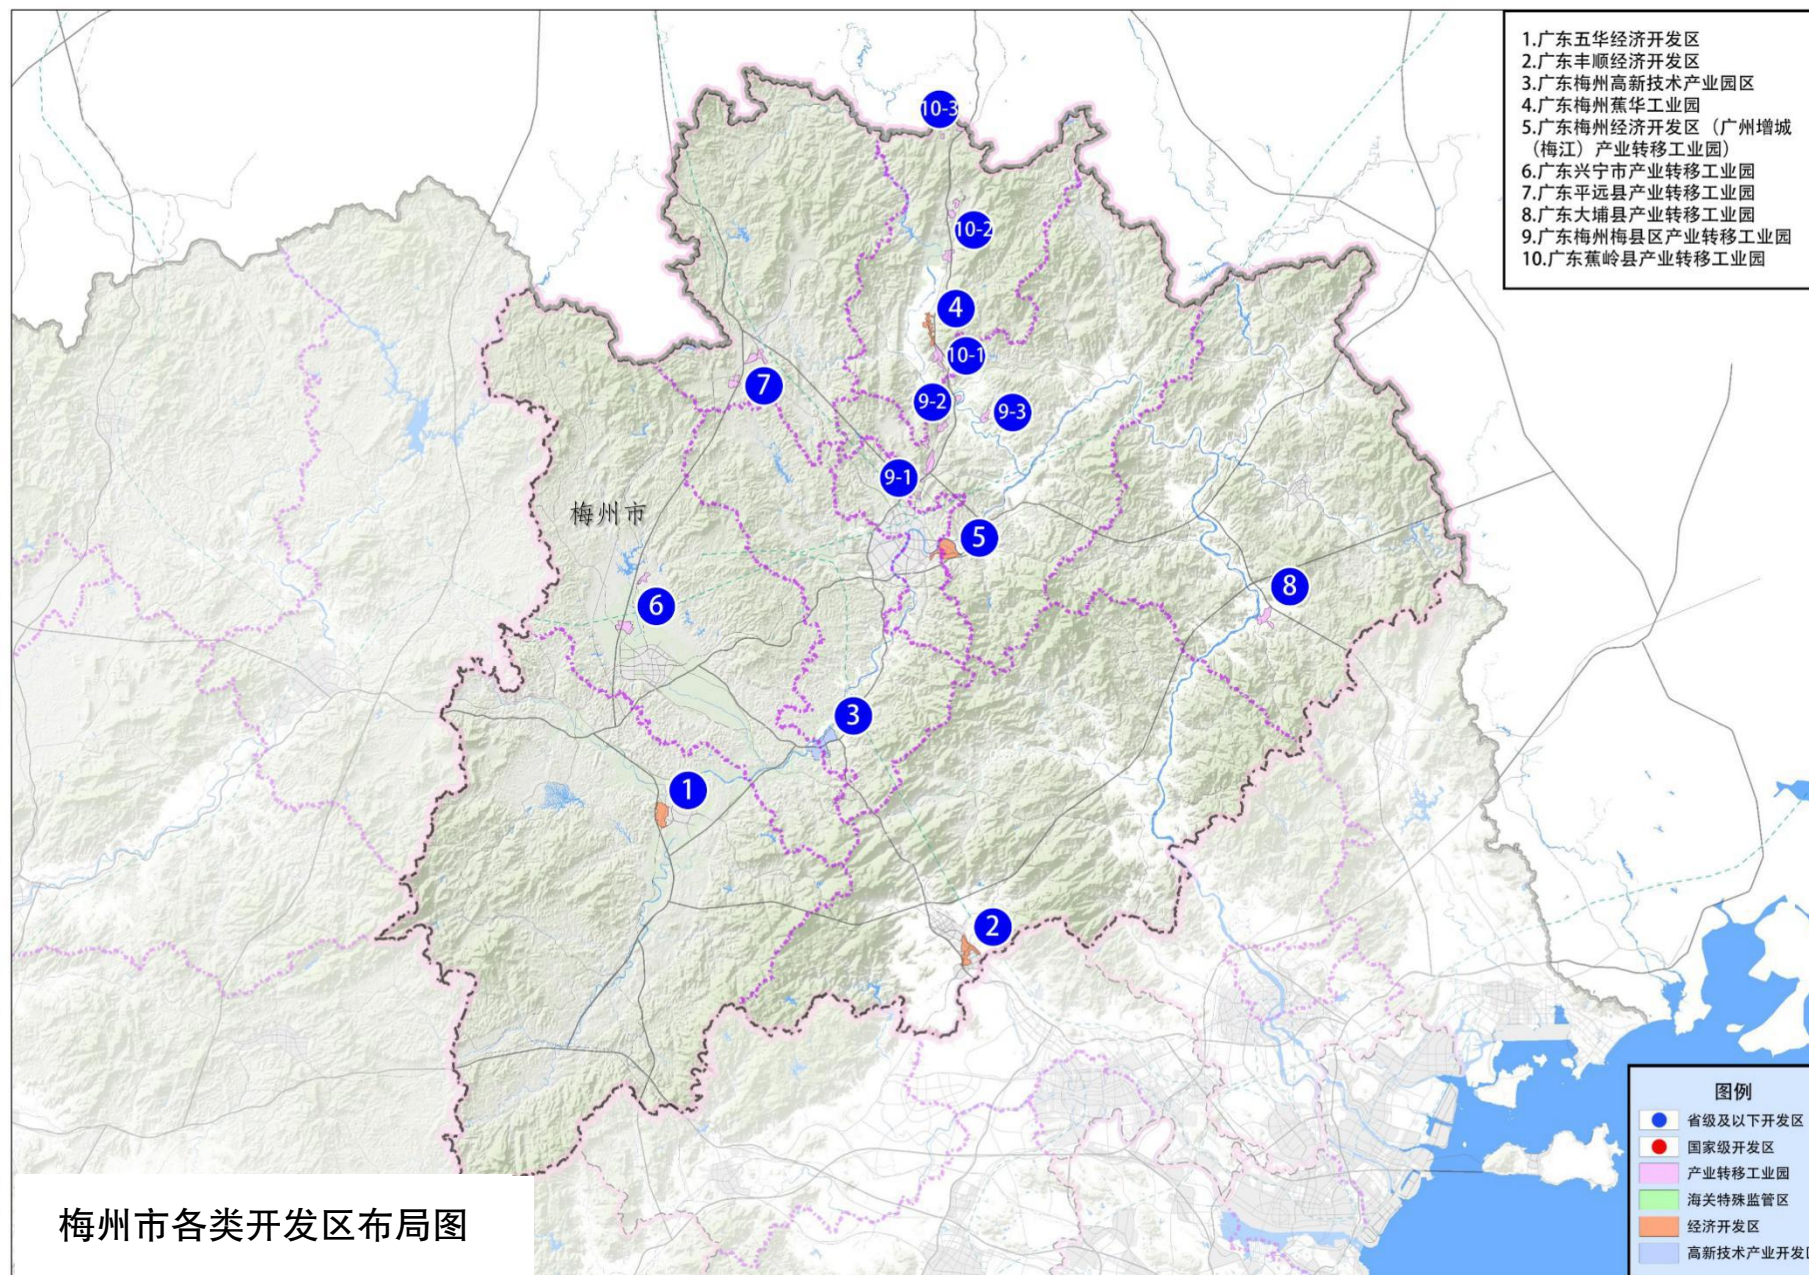 1.广东五华经济开发区
2.广东丰顺经济开发区
3.广东梅州高新技术产业园区
4.广东梅州蕉华工业园
5.广东梅州经济开发区（广州增城
（梅江）产业转移工业园）
6.广东兴宁市产业转移工业园
7.广东平远县产业转移工业园
8.广东大埔县产业转移工业园
9.广东梅州梅县区产业转移工业园
10.广东蕉岭县产业转移工业园
10-3
10-2
4
10-1
7
9-2
9-3
9-1
梅州市
5
8
6
3
1
2
图例
省级及以下开发区
国家级开发区
产业转移工业园
海关特殊监管区
经济开发区
高新技术产业开发区
梅州市各类开发区布局图